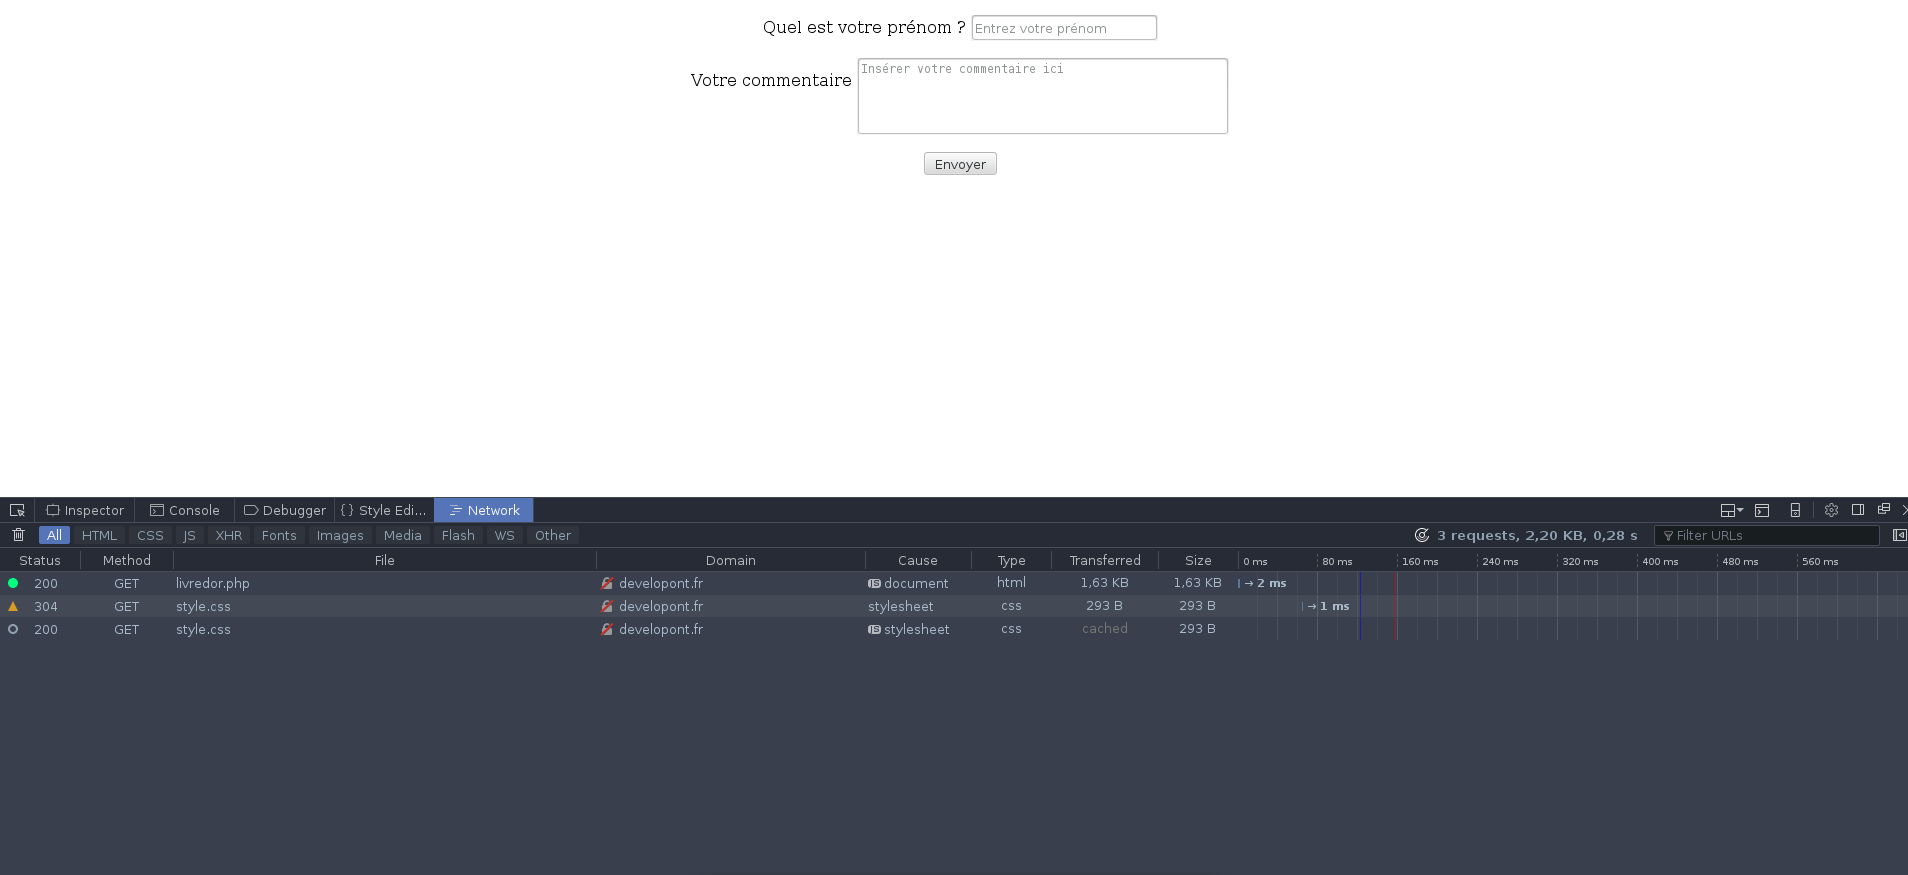 Quel est votre prénom ? Entrez votre prénom
Votre commentaire Insérer votre commentaire ici
Envoyer
Inspector Console Debugger { } Style Edi... Network
All HTML CSS JS XHR Fonts Images Media Flash WS Other 3 requests, 2,20 KB, 0,28 s Filter URLs
Status Method File Domain Cause Type Transferred Size 0 ms 80 ms 160 ms 240 ms 320 ms 400 ms 480 ms 560 ms
200 GET livredor.php developont.fr JS document html 1,63 KB 1,63 KB → 2 ms
304 GET style.css developont.fr stylesheet css 293 B 293 B → 1 ms
200 GET style.css developont.fr JS stylesheet css cached 293 B